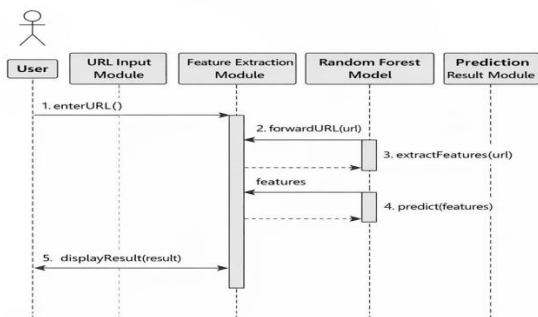 User
URL Input
Module
Feature Extraction
Module
Random Forest
Model
Prediction
Result Module
1. enterURL()
2. forwardURL(url)
3. extractFeatures(url)
features
4. predict(features)
5. displayResult(result)